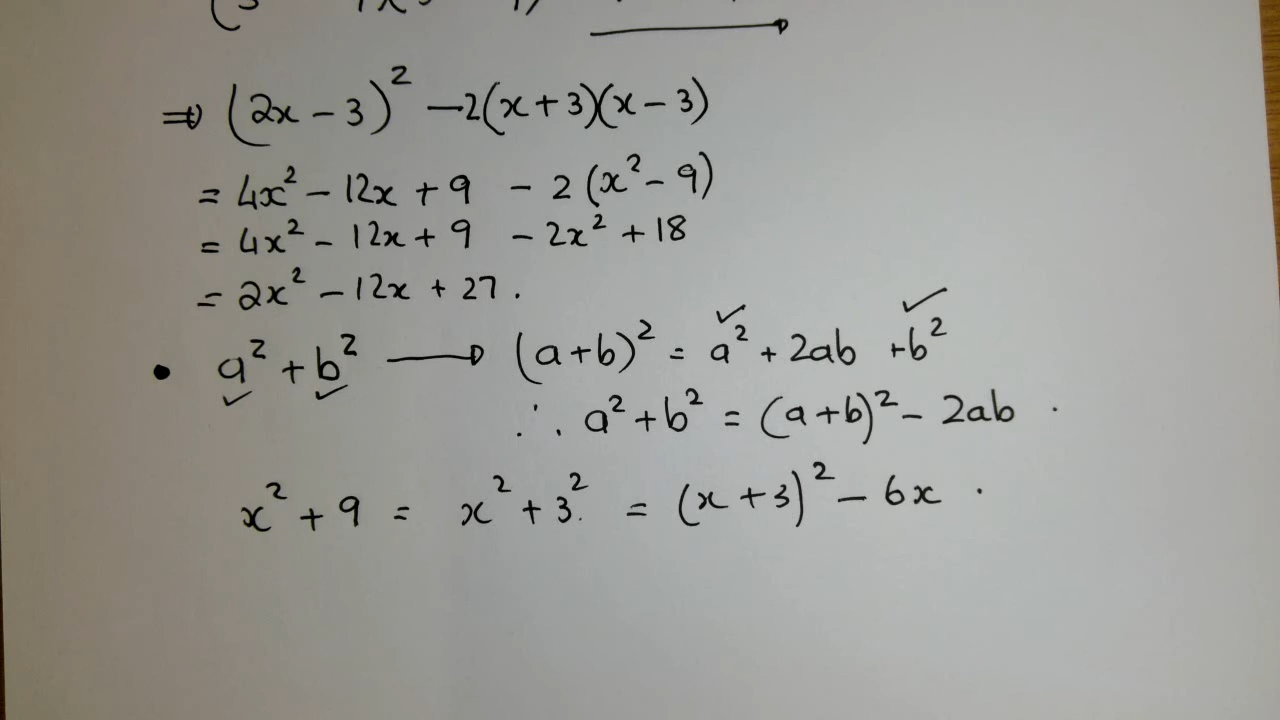 ⇒ (2x - 3)² - 2(x + 3)(x - 3)
= 4x² - 12x + 9 - 2(x² - 9)
= 4x² - 12x + 9 - 2x² + 18
= 2x² - 12x + 27.
• a² + b² → (a+b)² = a² + 2ab + b²
∴ a² + b² = (a+b)² - 2ab.
x² + 9 = x² + 3² = (x + 3)² - 6x.